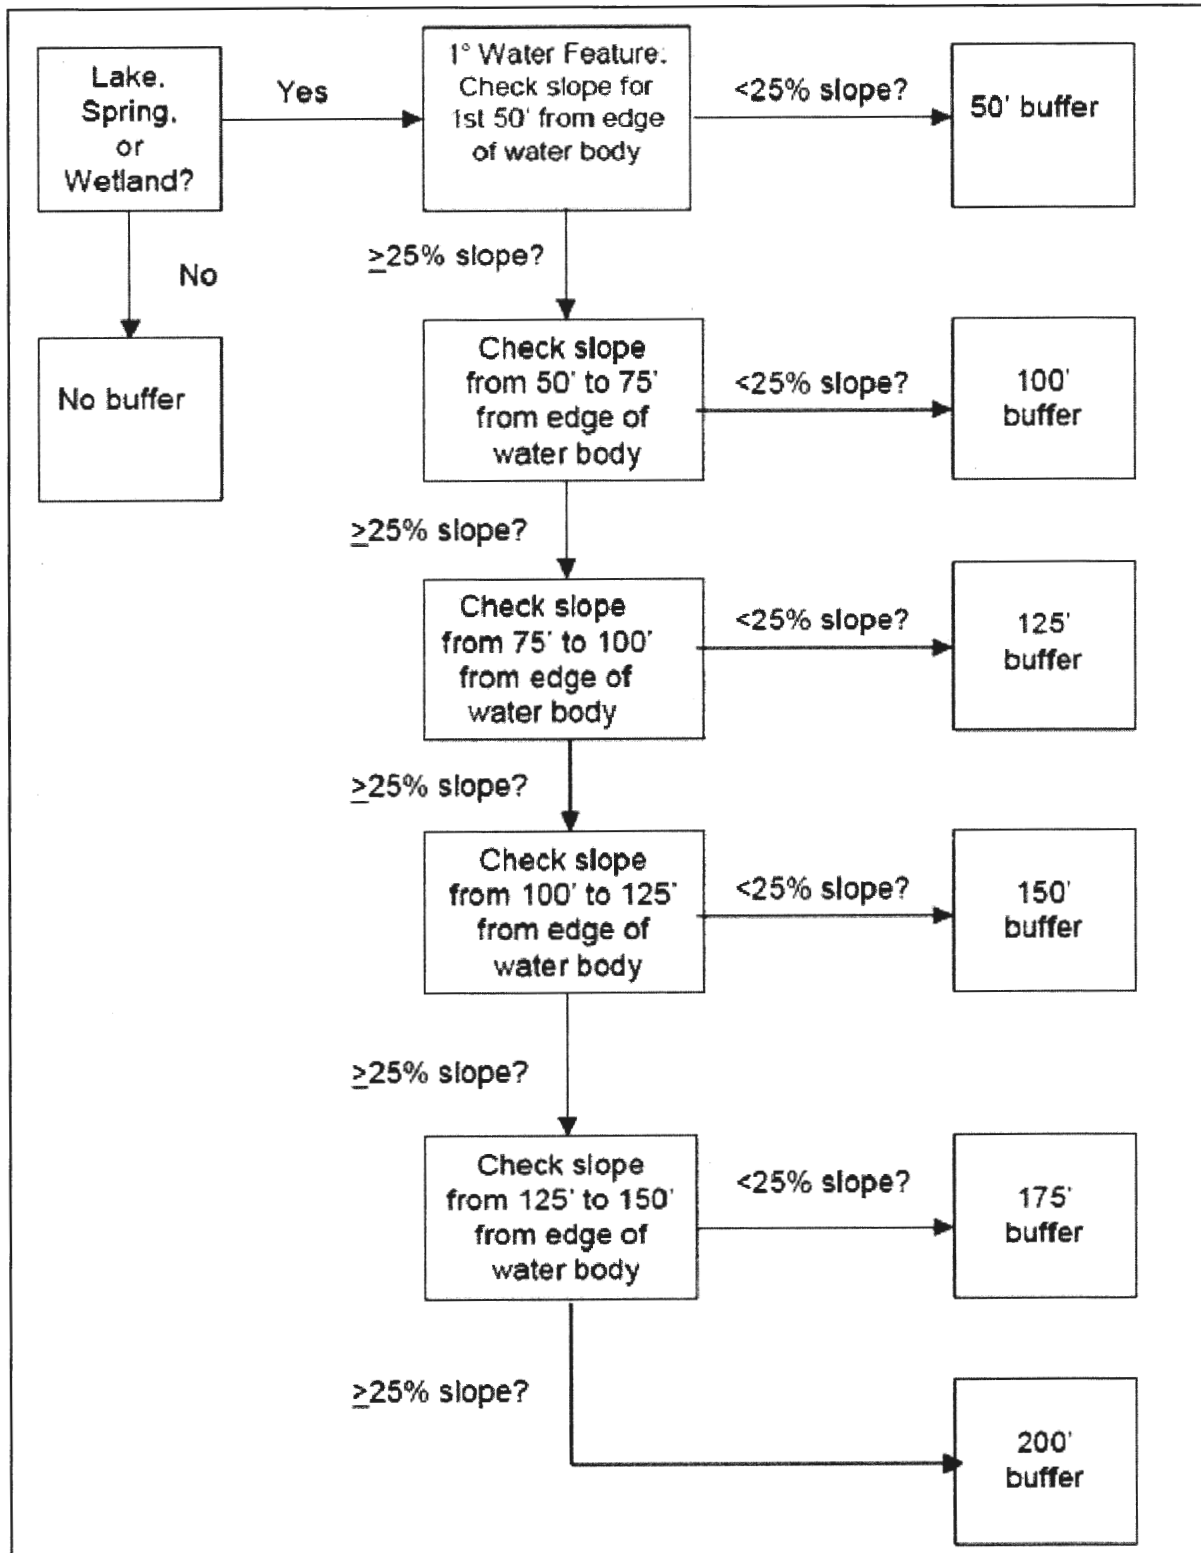 Lake,
Spring,
or
Wetland?
Yes
1° Water Feature:
Check slope for
1st 50' from edge
of water body
<25% slope?
50' buffer
No
No buffer
≥25% slope?
Check slope
from 50' to 75'
from edge of
water body
<25% slope?
100'
buffer
≥25% slope?
Check slope
from 75' to 100'
from edge of
water body
<25% slope?
125'
buffer
≥25% slope?
Check slope
from 100' to 125'
from edge of
water body
<25% slope?
150'
buffer
≥25% slope?
Check slope
from 125' to 150'
from edge of
water body
<25% slope?
175'
buffer
≥25% slope?
200'
buffer